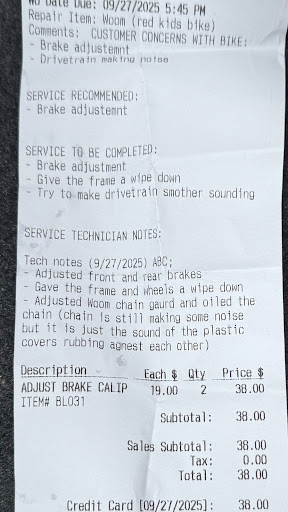 WO Date Due: 09/27/2025 5:45 PM
Repair Item: Woom (red kids bike)
Comments: CUSTOMER CONCERNS WITH BIKE:
- Brake adjustemnt
- Drivetrain making noise
SERVICE RECOMMENDED:
- Brake adjustemnt
SERVICE TO BE COMPLETED:
- Brake adjustment
- Give the frame a wipe down
- Try to make drivetrain smother sounding
SERVICE TECHNICIAN NOTES:
Tech notes (9/27/2025) ABC;
- Adjusted front and rear brakes
- Gave the frame and wheels a wipe down
- Adjusted Woom chain gaurd and oiled the
chain (chain is still making some noise
but it is just the sound of the plastic
covers rubbing agnest each other)
Description Each $ Qty Price $
ADJUST BRAKE CALIP 19.00 2 38.00
ITEM# BL031
Subtotal: 38.00
Sales Subtotal: 38.00
Tax: 0.00
Total: 38.00
Credit Card [09/27/2025]: 38.00